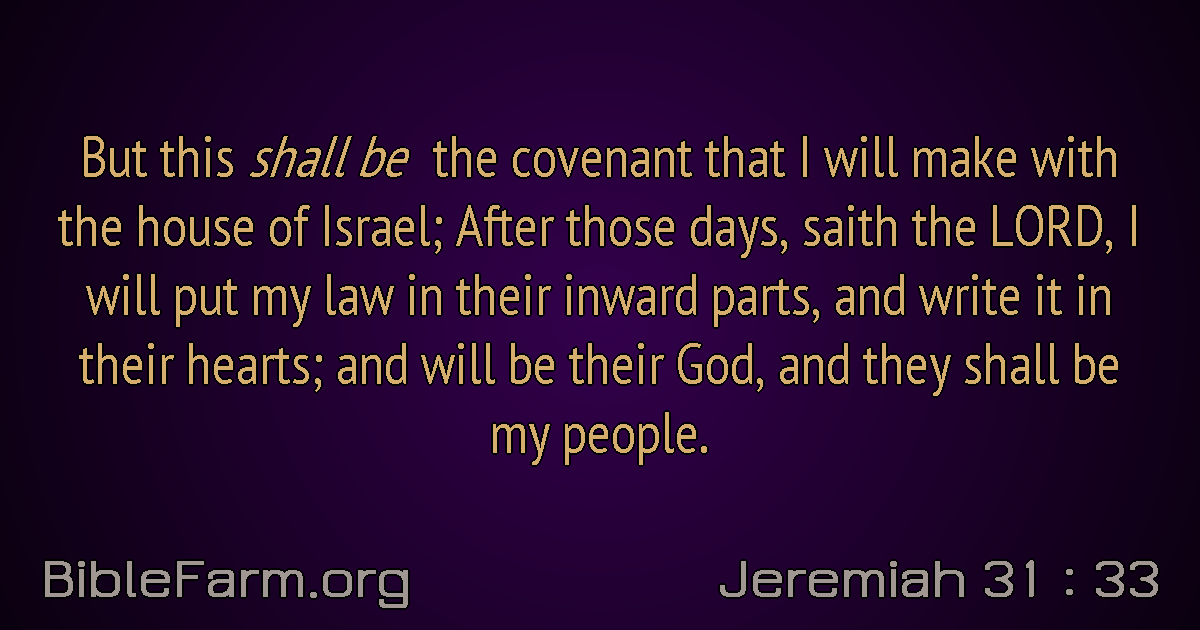 But this shall be the covenant that I will make with
the house of Israel; After those days, saith the LORD, I
will put my law in their inward parts, and write it in
their hearts; and will be their God, and they shall be
my people.
BibleFarm.org
Jeremiah 31 : 33